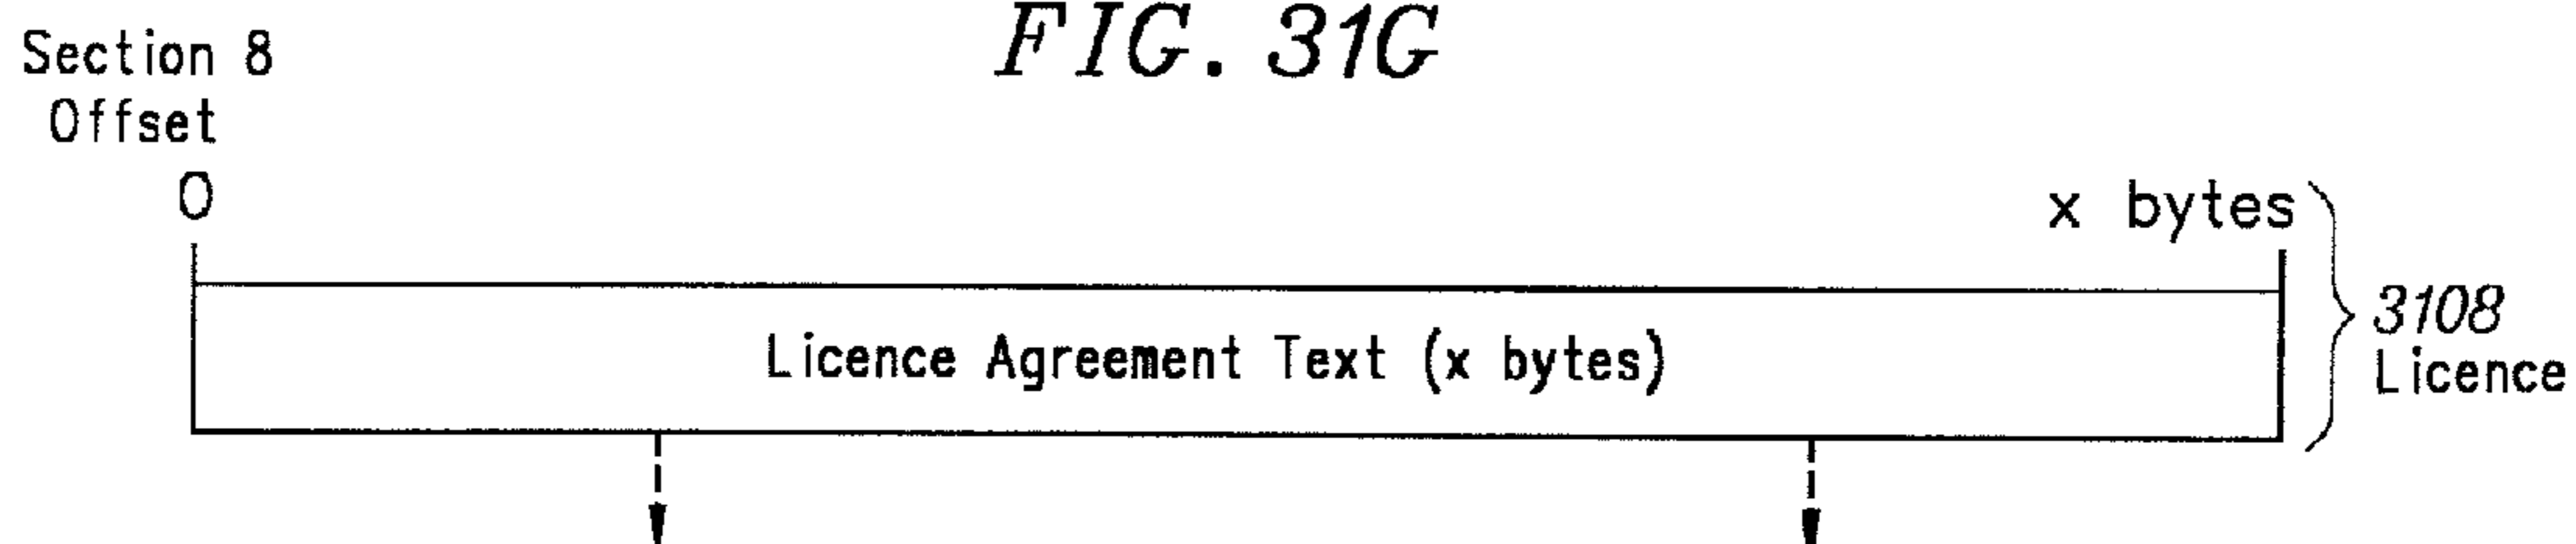 FIG. 31G
Section 8
Offset
0
x bytes
Licence Agreement Text (x bytes)
3108
Licence